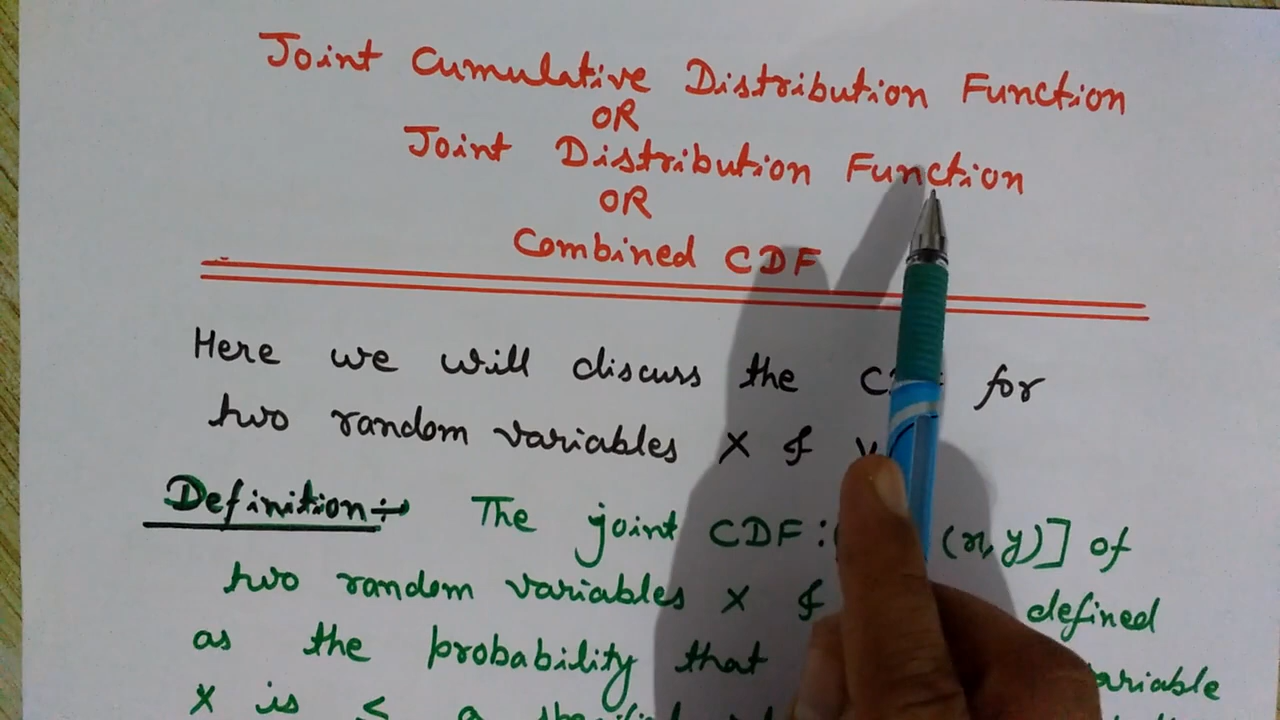 Joint Cumulative Distribution Function
OR
Joint Distribution Function
OR
Combined CDF
Here we will discuss the for
two random variables X &
Definition:→ The joint CDF : (x,y)] of
two random variables X & defined
as the probability that
X is ≤ a